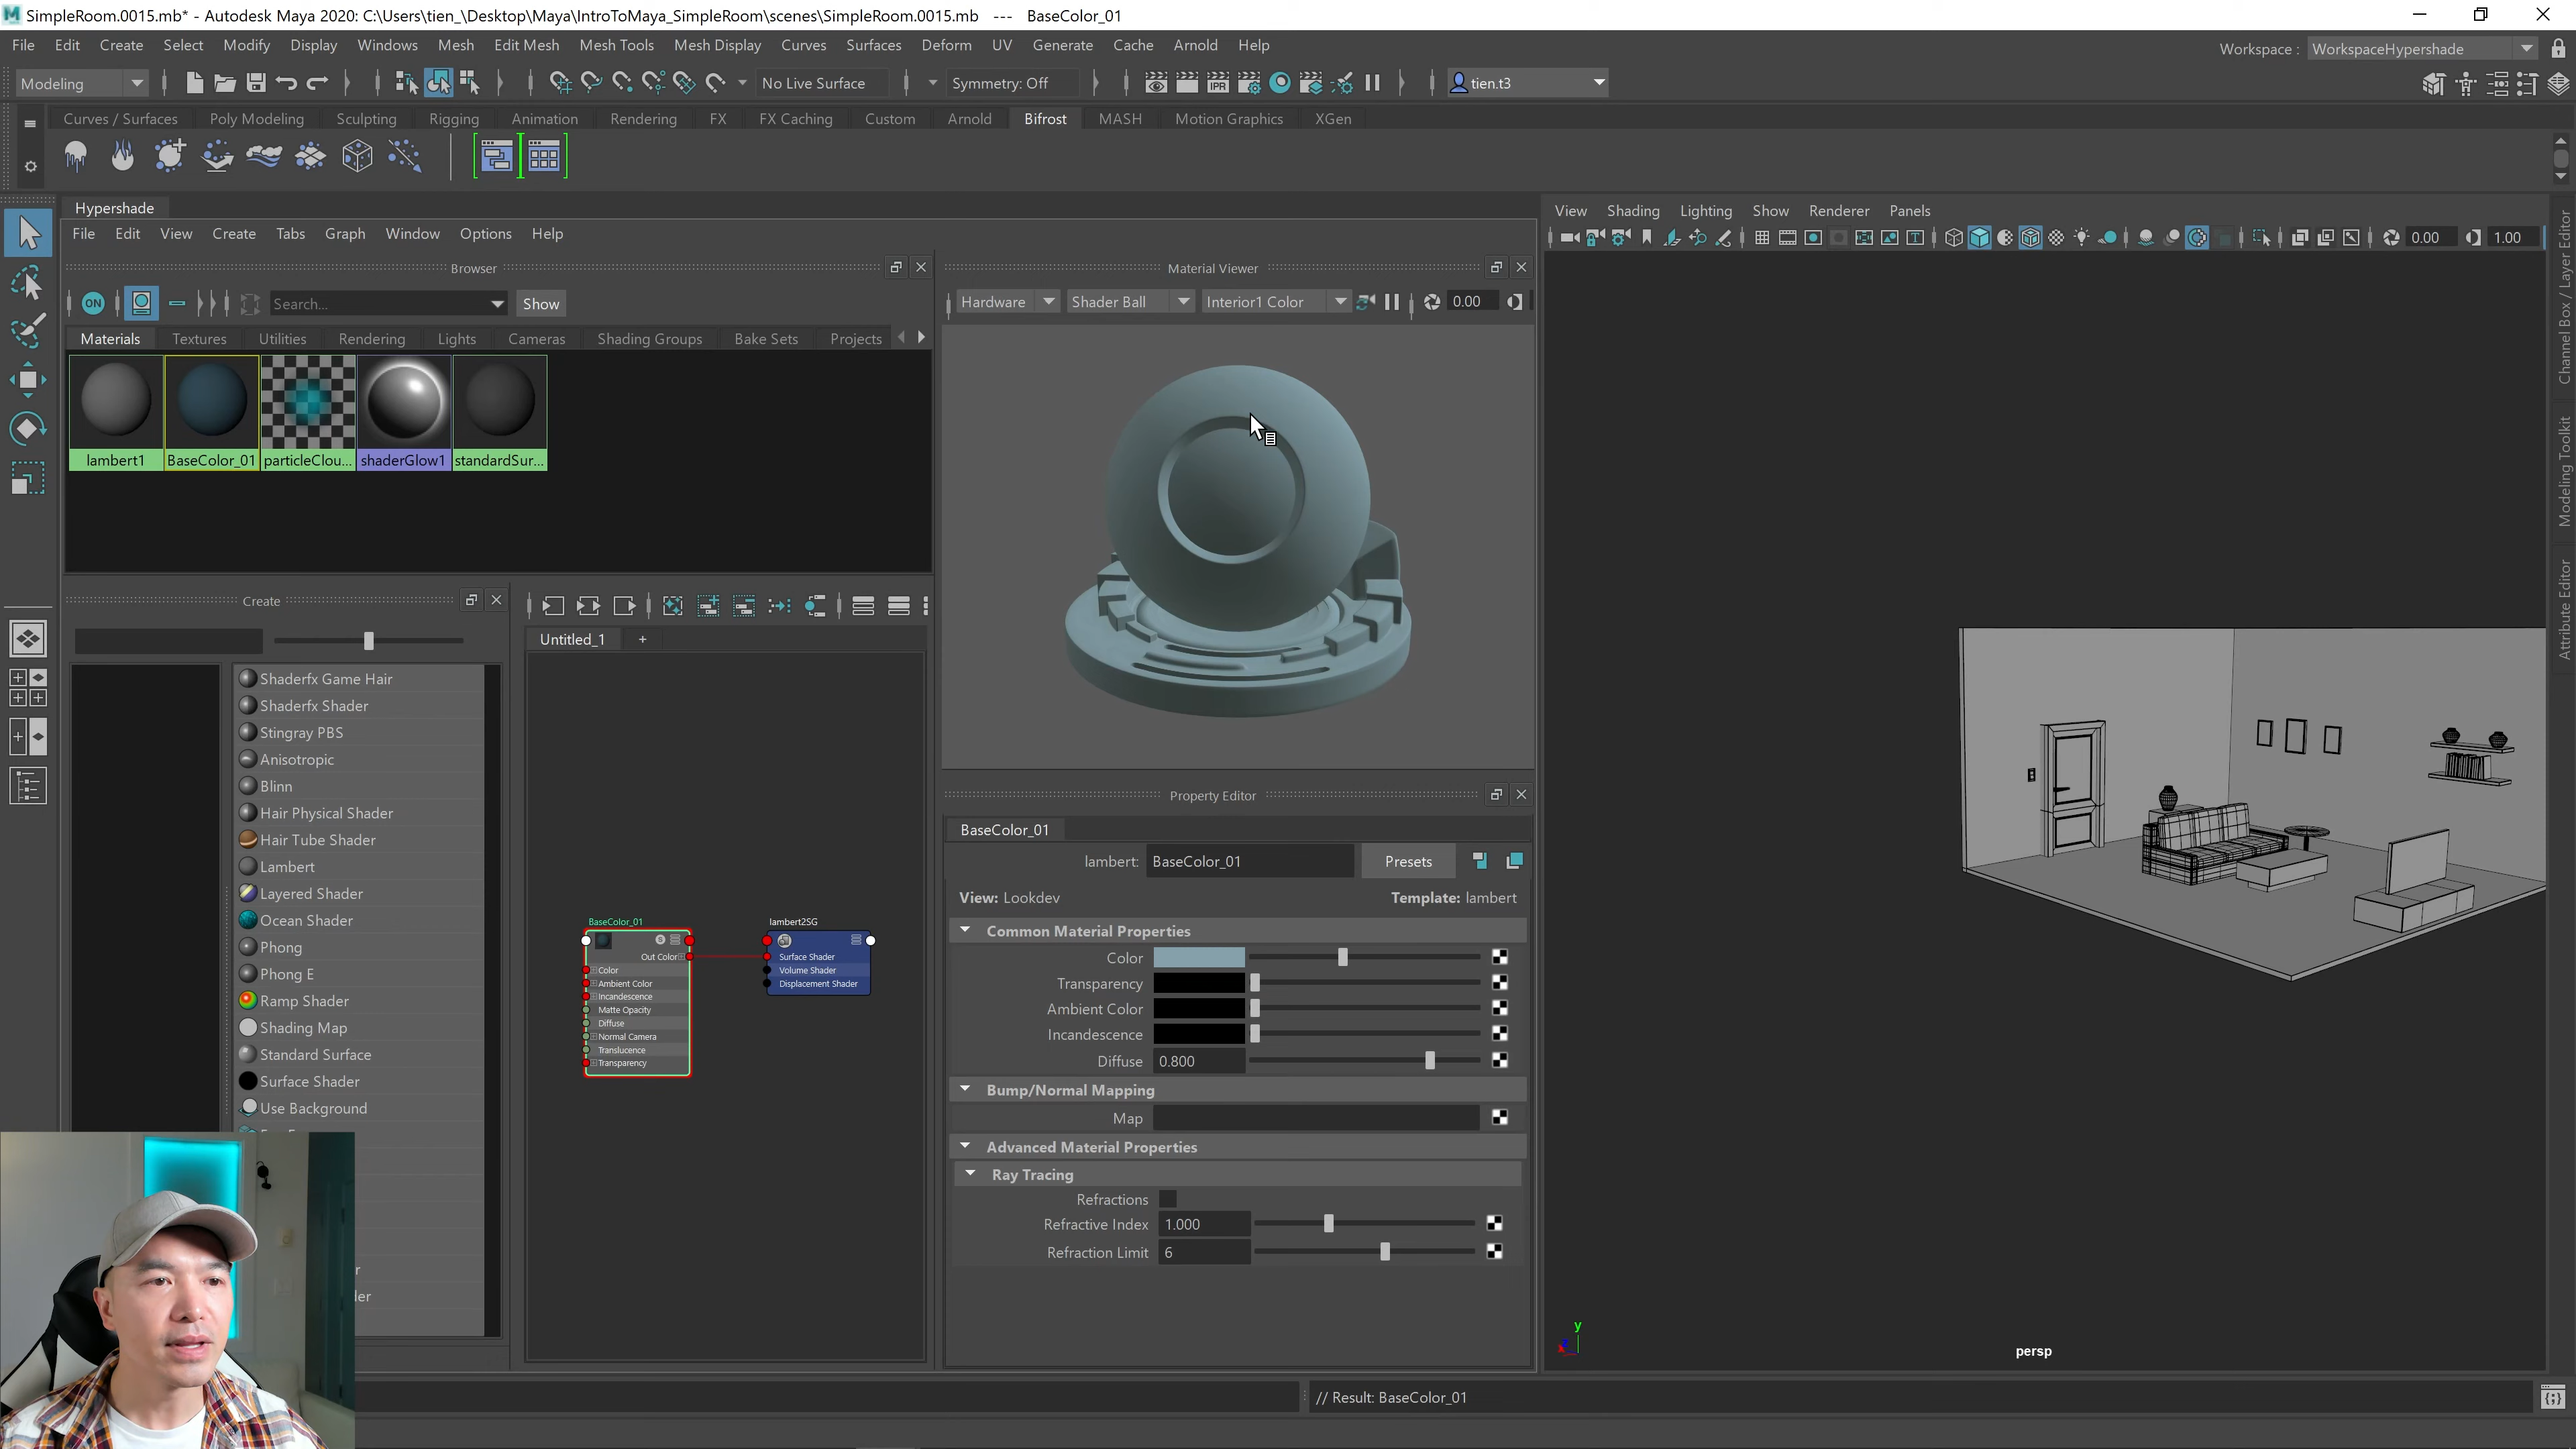 SimpleRoom.0015.mb* - Autodesk Maya 2020: C:\Users\tien_\Desktop\Maya\IntroToMaya_SimpleRoom\scenes\SimpleRoom.0015.mb --- BaseColor_01
File Edit Create Select Modify Display Windows Mesh Edit Mesh Mesh Tools Mesh Display Curves Surfaces Deform UV Generate Cache Arnold Help
Workspace : WorkspaceHypershade
Modeling No Live Surface Symmetry: Off IPR tien.t3
Curves / Surfaces Poly Modeling Sculpting Rigging Animation Rendering FX FX Caching Custom Arnold Bifrost MASH Motion Graphics XGen
Hypershade
File Edit View Create Tabs Graph Window Options Help
Browser
ON Search... Show
Materials Textures Utilities Rendering Lights Cameras Shading Groups Bake Sets Projects
lambert1 BaseColor_01 particleClou... shaderGlow1 standardSur...
Material Viewer
Hardware Shader Ball Interior1 Color 0.00
View Shading Lighting Show Renderer Panels
0.00 1.00
Channel Box / Layer Editor
Modeling Toolkit
Attribute Editor
Create
Shaderfx Game Hair
Shaderfx Shader
Stingray PBS
Anisotropic
Blinn
Hair Physical Shader
Hair Tube Shader
Lambert
Layered Shader
Ocean Shader
Phong
Phong E
Ramp Shader
Shading Map
Standard Surface
Surface Shader
Use Background
Untitled_1 +
BaseColor_01
Out Color
Color
Ambient Color
Incandescence
Matte Opacity
Diffuse
Normal Camera
Translucence
Transparency
lambert2SG
Surface Shader
Volume Shader
Displacement Shader
Property Editor
BaseColor_01
lambert: BaseColor_01 Presets
View: Lookdev Template: lambert
Common Material Properties
Color
Transparency
Ambient Color
Incandescence
Diffuse 0.800
Bump/Normal Mapping
Map
Advanced Material Properties
Ray Tracing
Refractions
Refractive Index 1.000
Refraction Limit 6
y
persp
// Result: BaseColor_01